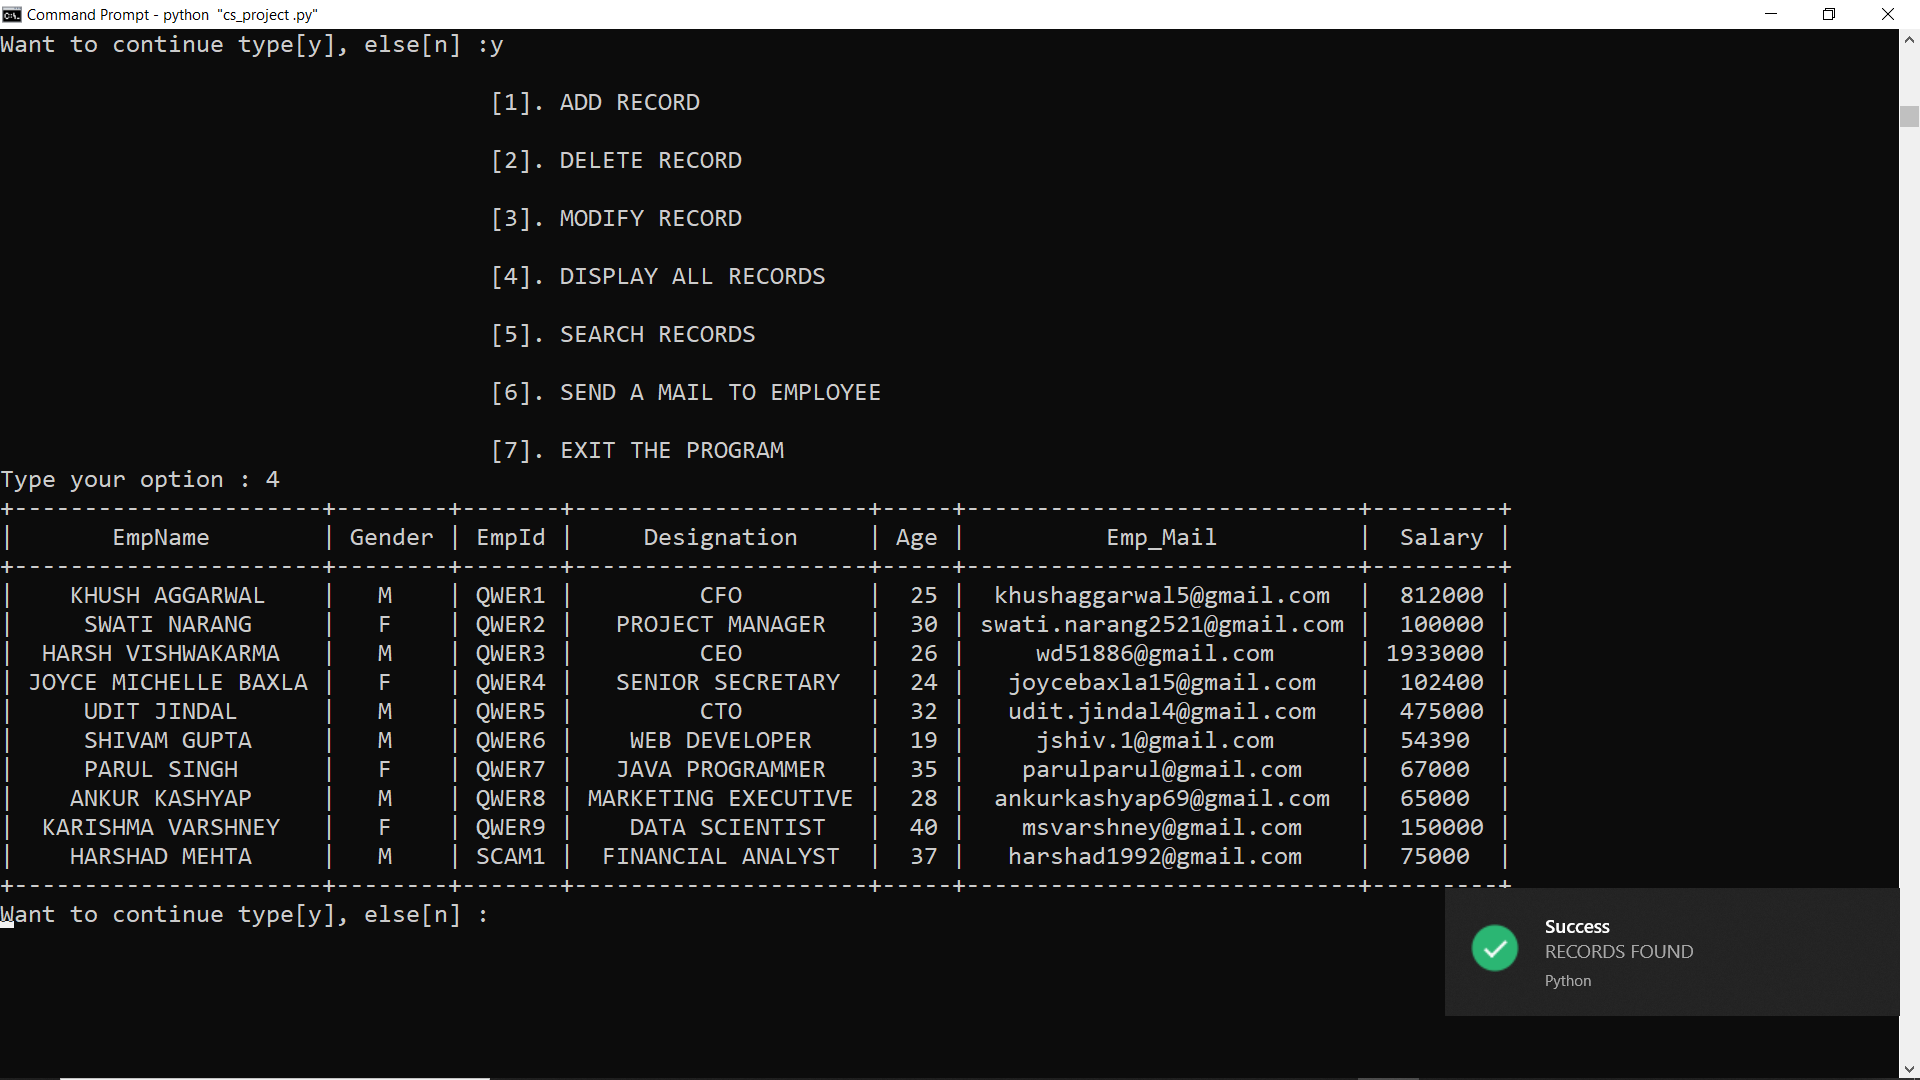 Command Prompt - python  "cs_project .py"
Want to continue type[y], else[n] :y
[1]. ADD RECORD
[2]. DELETE RECORD
[3]. MODIFY RECORD
[4]. DISPLAY ALL RECORDS
[5]. SEARCH RECORDS
[6]. SEND A MAIL TO EMPLOYEE
[7]. EXIT THE PROGRAM
Type your option : 4
+----------------------+--------+-------+---------------------+-----+----------------------------+---------+
|       EmpName        | Gender | EmpId |     Designation     | Age |          Emp_Mail          |  Salary |
+----------------------+--------+-------+---------------------+-----+----------------------------+---------+
|    KHUSH AGGARWAL    |   M    | QWER1 |         CFO         |  25 |  khushaggarwal5@gmail.com  |  812000 |
|     SWATI NARANG     |   F    | QWER2 |   PROJECT MANAGER   |  30 | swati.narang2521@gmail.com |  100000 |
|  HARSH VISHWAKARMA   |   M    | QWER3 |         CEO         |  26 |     wd51886@gmail.com      | 1933000 |
| JOYCE MICHELLE BAXLA |   F    | QWER4 |   SENIOR SECRETARY  |  24 |   joycebaxla15@gmail.com   |  102400 |
|     UDIT JINDAL      |   M    | QWER5 |         CTO         |  32 |   udit.jindal4@gmail.com   |  475000 |
|     SHIVAM GUPTA     |   M    | QWER6 |    WEB DEVELOPER    |  19 |     jshiv.1@gmail.com      |  54390  |
|     PARUL SINGH      |   F    | QWER7 |   JAVA PROGRAMMER   |  35 |    parulparul@gmail.com    |  67000  |
|    ANKUR KASHYAP     |   M    | QWER8 | MARKETING EXECUTIVE |  28 |  ankurkashyap69@gmail.com  |  65000  |
|  KARISHMA VARSHNEY   |   F    | QWER9 |    DATA SCIENTIST   |  40 |    msvarshney@gmail.com    |  150000 |
|    HARSHAD MEHTA     |   M    | SCAM1 |  FINANCIAL ANALYST  |  37 |   harshad1992@gmail.com    |  75000  |
+----------------------+--------+-------+---------------------+-----+----------------------------+---------+
Want to continue type[y], else[n] :
Success
RECORDS FOUND
Python